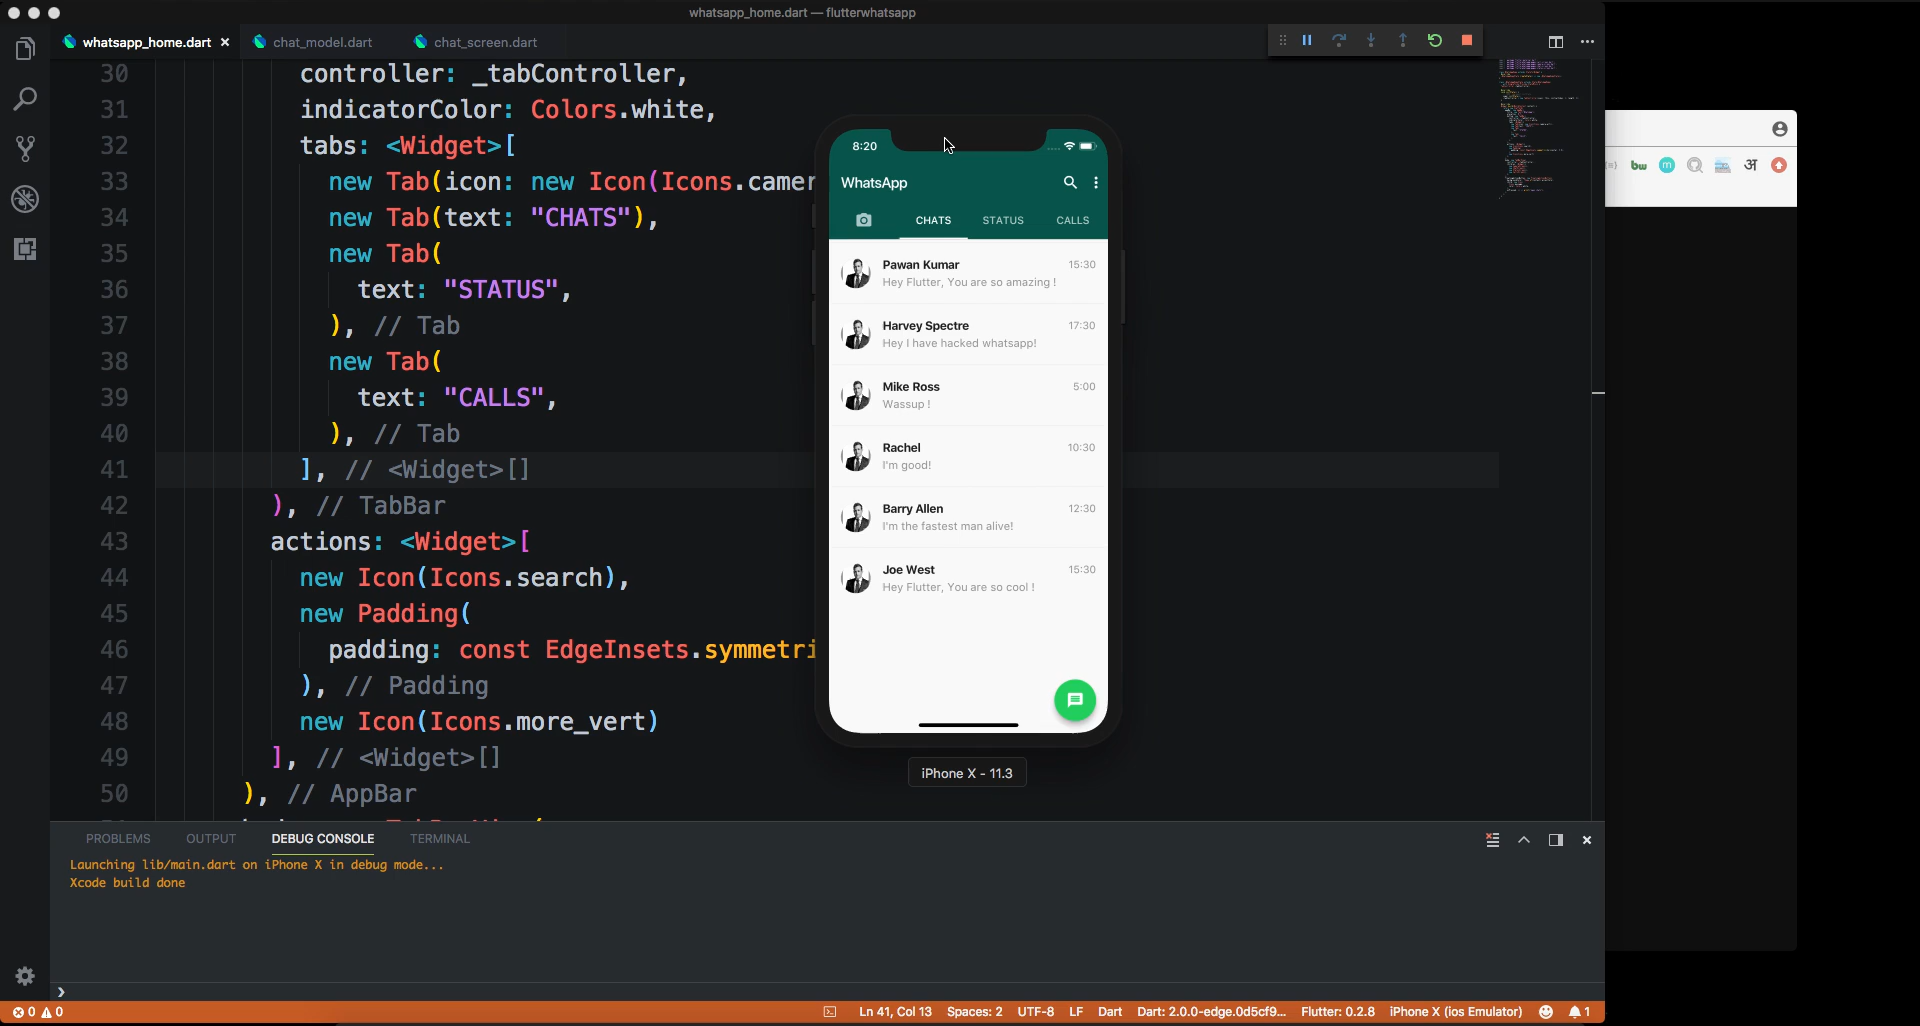 whatsapp_home.dart — flutterwhatsapp
whatsapp_home.dart
chat_model.dart
chat_screen.dart
30 controller: _tabController,
31 indicatorColor: Colors.white,
32 tabs: <Widget>[
33 new Tab(icon: new Icon(Icons.camer
34 new Tab(text: "CHATS"),
35 new Tab(
36 text: "STATUS",
37 ), // Tab
38 new Tab(
39 text: "CALLS",
40 ), // Tab
41 ], // <Widget>[]
42 ), // TabBar
43 actions: <Widget>[
44 new Icon(Icons.search),
45 new Padding(
46 padding: const EdgeInsets.symmetri
47 ), // Padding
48 new Icon(Icons.more_vert)
49 ], // <Widget>[]
50 ), // AppBar
8:20
WhatsApp
CHATS STATUS CALLS
Pawan Kumar 15:30
Hey Flutter, You are so amazing !
Harvey Spectre 17:30
Hey I have hacked whatsapp!
Mike Ross 5:00
Wassup !
Rachel 10:30
I'm good!
Barry Allen 12:30
I'm the fastest man alive!
Joe West 15:30
Hey Flutter, You are so cool !
iPhone X - 11.3
bw m अ
PROBLEMS OUTPUT DEBUG CONSOLE TERMINAL
Launching lib/main.dart on iPhone X in debug mode...
Xcode build done
0 0 Ln 41, Col 13 Spaces: 2 UTF-8 LF Dart Dart: 2.0.0-edge.0d5cf9... Flutter: 0.2.8 iPhone X (ios Emulator) 1